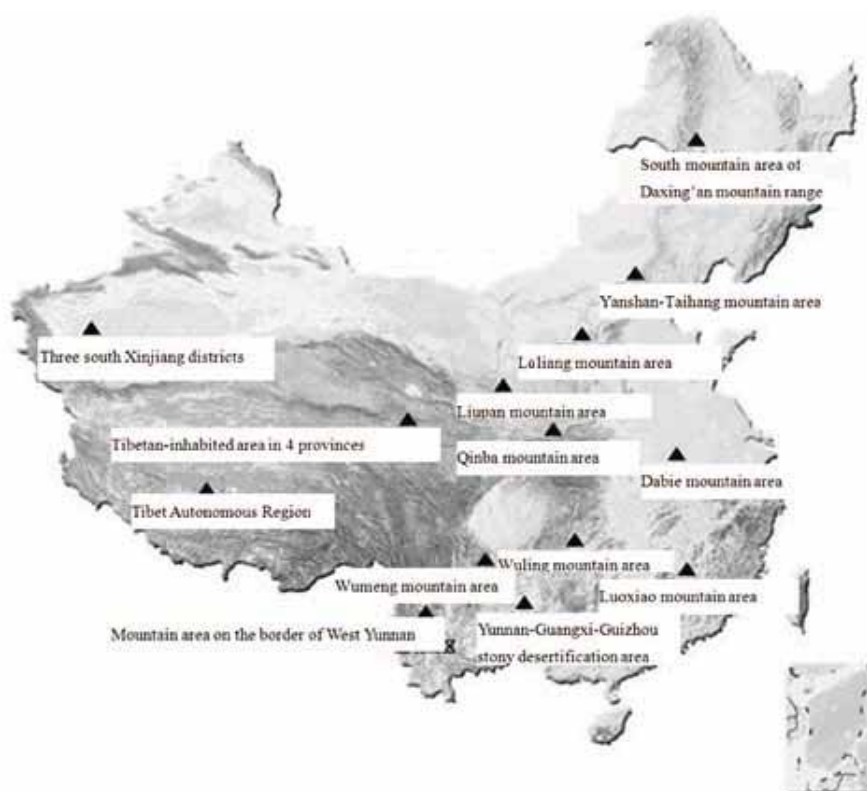 South mountain area of
Daxing'an mountain range
Yanshan-Taihang mountain area
Three south Xinjiang districts
Lüliang mountain area
Liupan mountain area
Tibetan-inhabited area in 4 provinces
Qinba mountain area
Dabie mountain area
Tibet Autonomous Region
Wuling mountain area
Wumeng mountain area
Luoxiao mountain area
Mountain area on the border of West Yunnan
Yunnan-Guangxi-Guizhou
stony desertification area